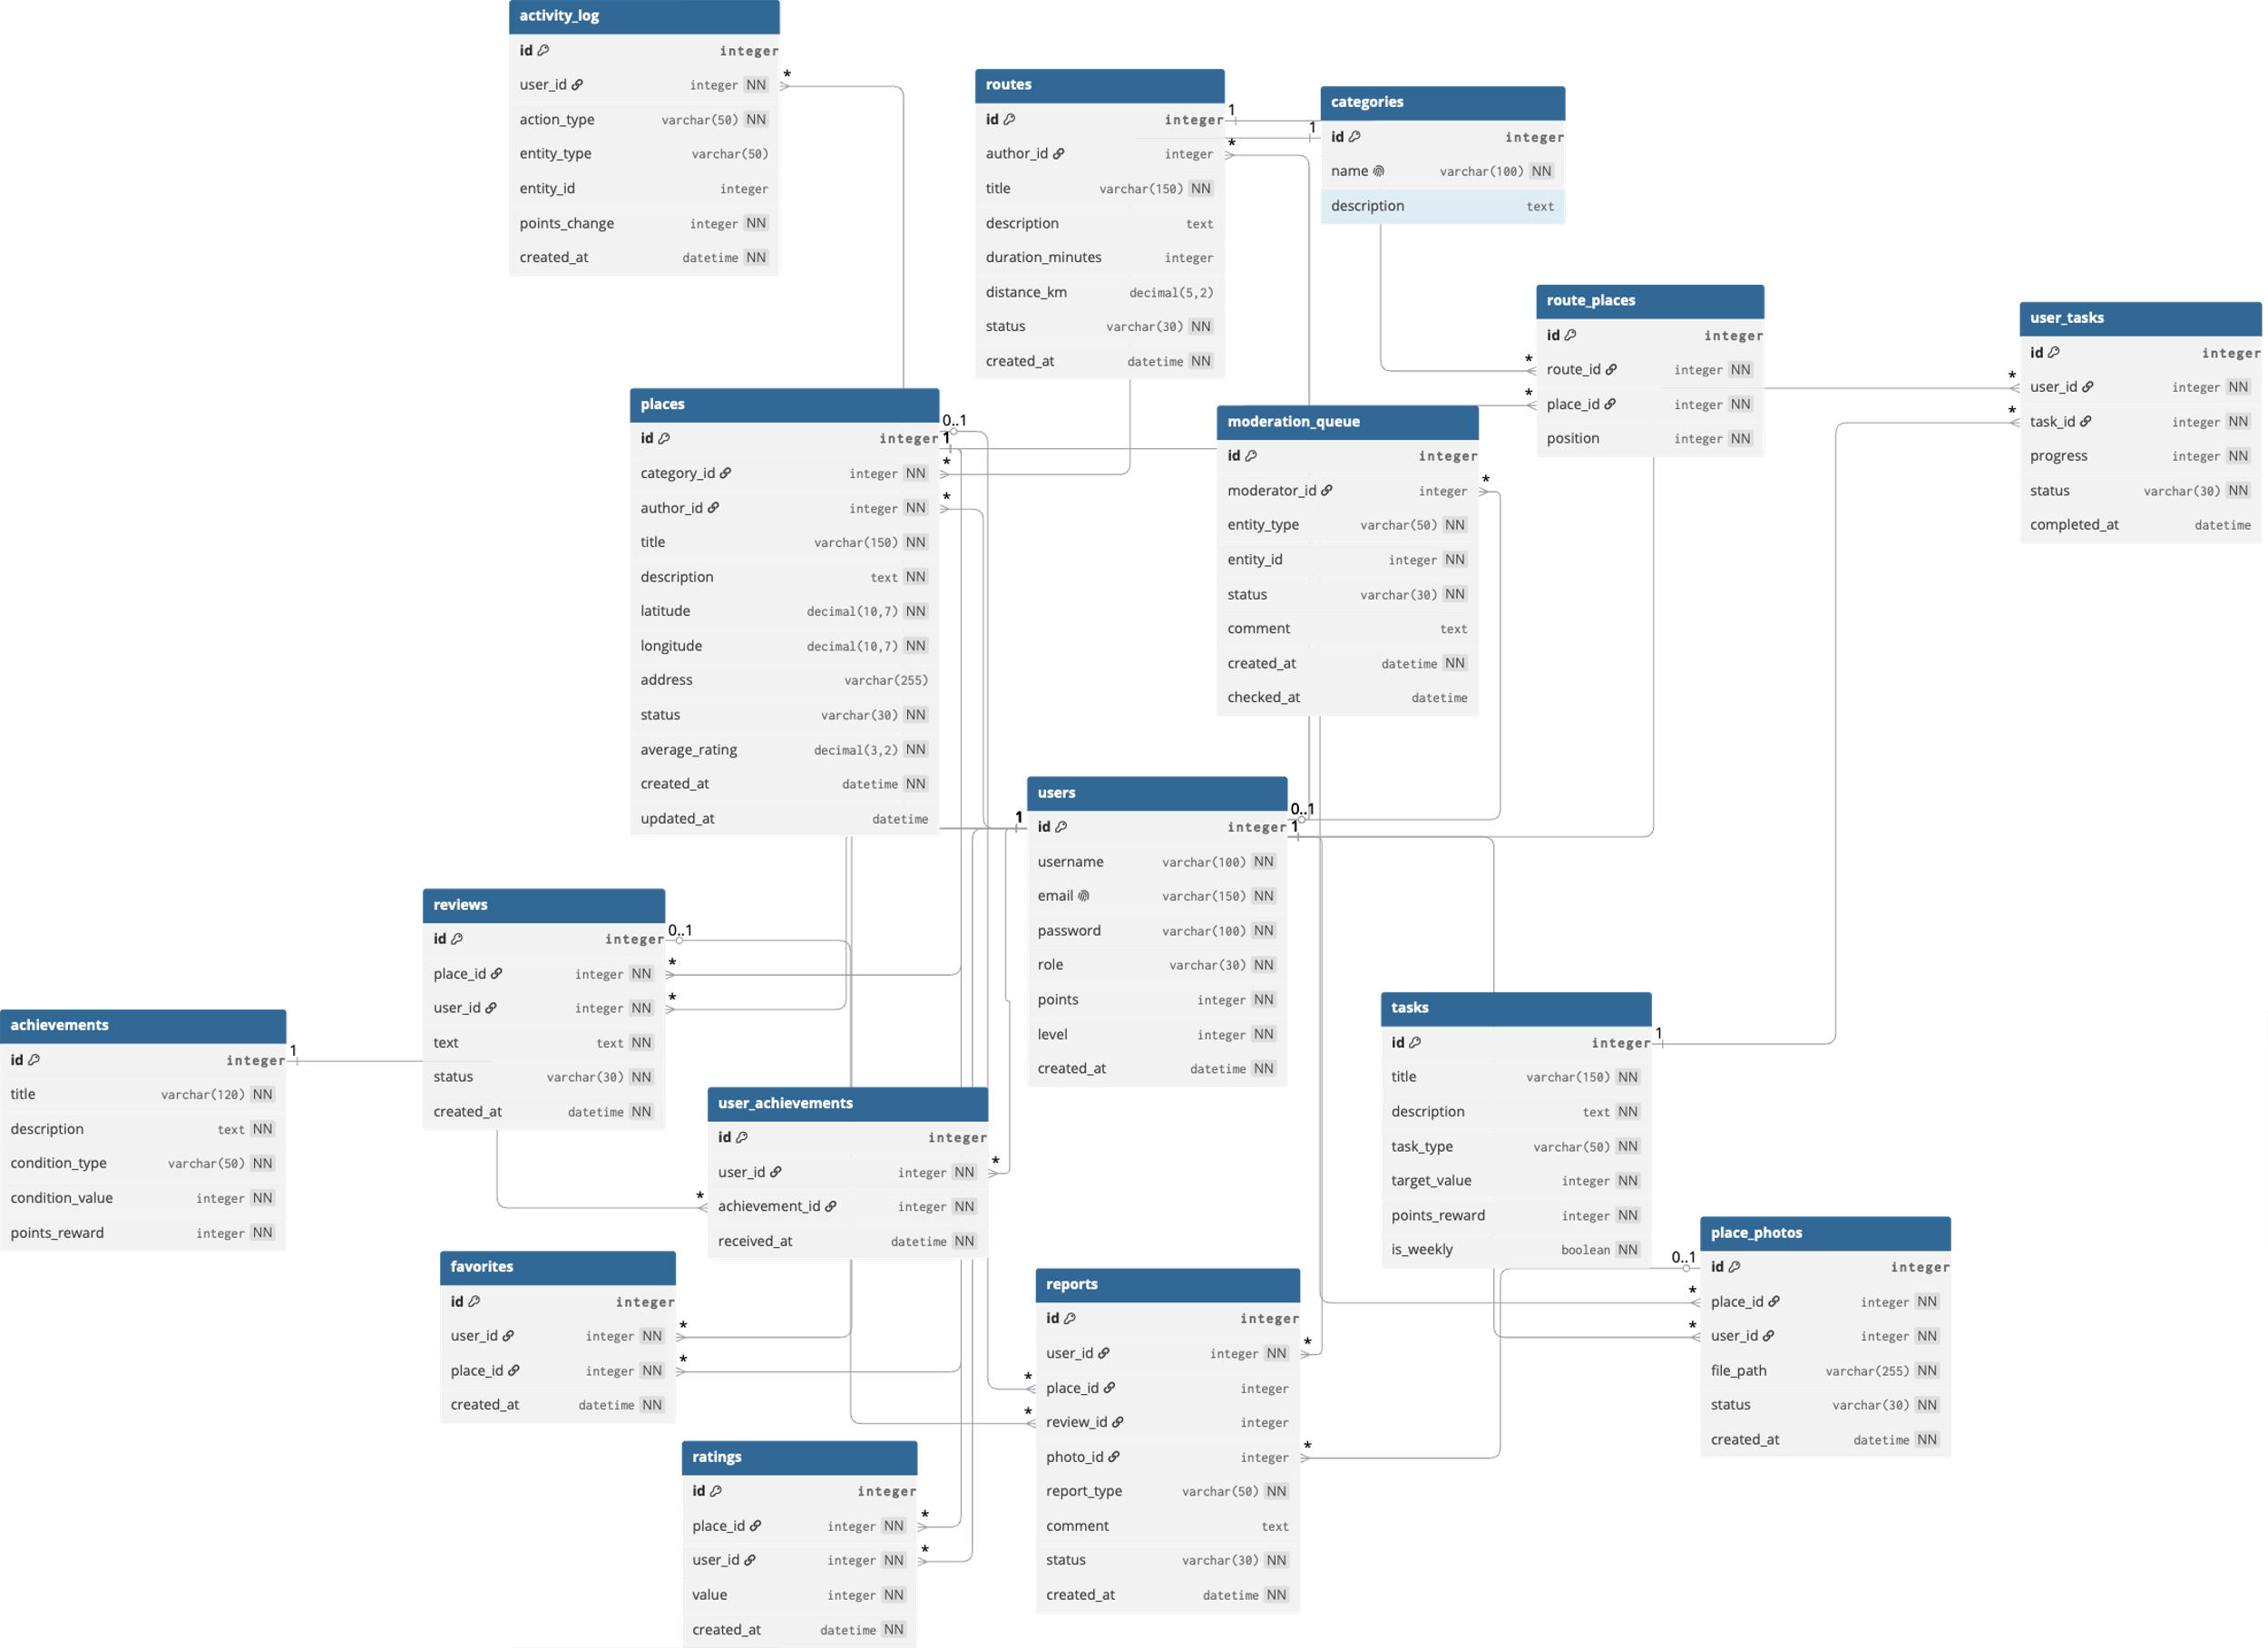 activity_log
id integer
user_id integer NN
action_type varchar(50) NN
entity_type varchar(50)
entity_id integer
points_change integer NN
created_at datetime NN
*
routes
id integer
author_id integer
title varchar(150) NN
description text
duration_minutes integer
distance_km decimal(5,2)
status varchar(30) NN
created_at datetime NN
1
1
*
categories
id integer
name varchar(100) NN
description text
route_places
id integer
route_id integer NN
place_id integer NN
position integer NN
*
*
user_tasks
id integer
user_id integer NN
task_id integer NN
progress integer NN
status varchar(30) NN
completed_at datetime
*
*
places
id integer
category_id integer NN
author_id integer NN
title varchar(150) NN
description text NN
latitude decimal(10,7) NN
longitude decimal(10,7) NN
address varchar(255)
status varchar(30) NN
average_rating decimal(3,2) NN
created_at datetime NN
updated_at datetime
0..1
1
*
*
moderation_queue
id integer
moderator_id integer
entity_type varchar(50) NN
entity_id integer NN
status varchar(30) NN
comment text
created_at datetime NN
checked_at datetime
*
users
id integer
username varchar(100) NN
email varchar(150) NN
password varchar(100) NN
role varchar(30) NN
points integer NN
level integer NN
created_at datetime NN
1
0..1
1
reviews
id integer
place_id integer NN
user_id integer NN
text text NN
status varchar(30) NN
created_at datetime NN
0..1
*
*
achievements
id integer
title varchar(120) NN
description text NN
condition_type varchar(50) NN
condition_value integer NN
points_reward integer NN
1
user_achievements
id integer
user_id integer NN
achievement_id integer NN
received_at datetime NN
*
*
tasks
id integer
title varchar(150) NN
description text NN
task_type varchar(50) NN
target_value integer NN
points_reward integer NN
is_weekly boolean NN
1
place_photos
id integer
place_id integer NN
user_id integer NN
file_path varchar(255) NN
status varchar(30) NN
created_at datetime NN
0..1
*
*
favorites
id integer
user_id integer NN
place_id integer NN
created_at datetime NN
*
*
reports
id integer
user_id integer NN
place_id integer
review_id integer
photo_id integer
report_type varchar(50) NN
comment text
status varchar(30) NN
created_at datetime NN
*
*
*
*
ratings
id integer
place_id integer NN
user_id integer NN
value integer NN
created_at datetime NN
*
*